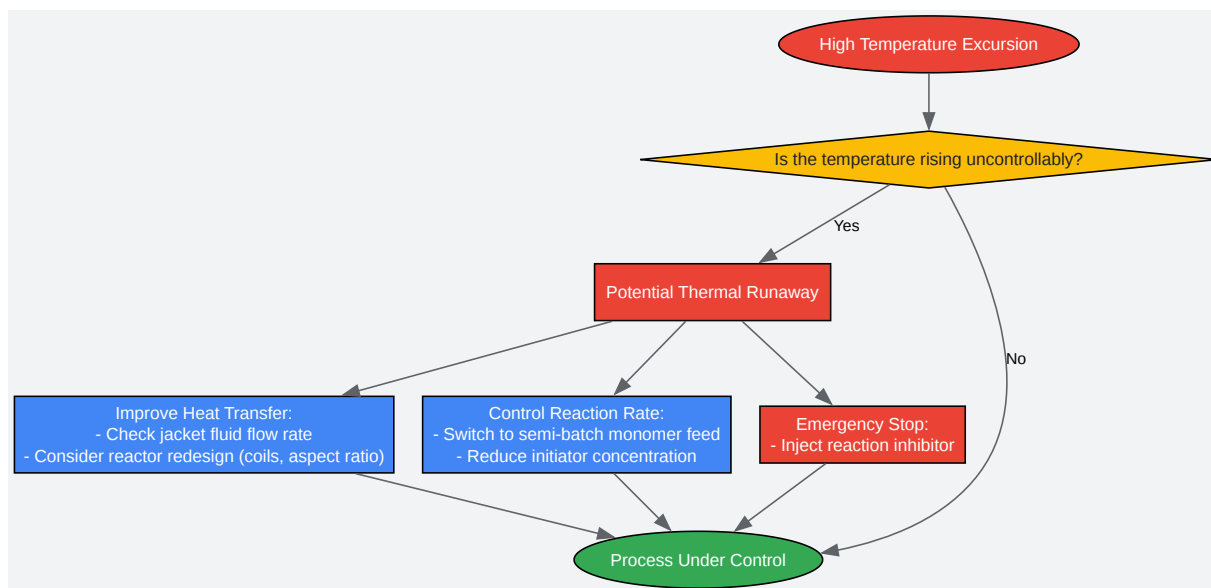 High Temperature Excursion
Is the temperature rising uncontrollably?
Yes
Potential Thermal Runaway
No
Improve Heat Transfer:
- Check jacket fluid flow rate
- Consider reactor redesign (coils, aspect ratio)
Control Reaction Rate:
- Switch to semi-batch monomer feed
- Reduce initiator concentration
Emergency Stop:
- Inject reaction inhibitor
Process Under Control